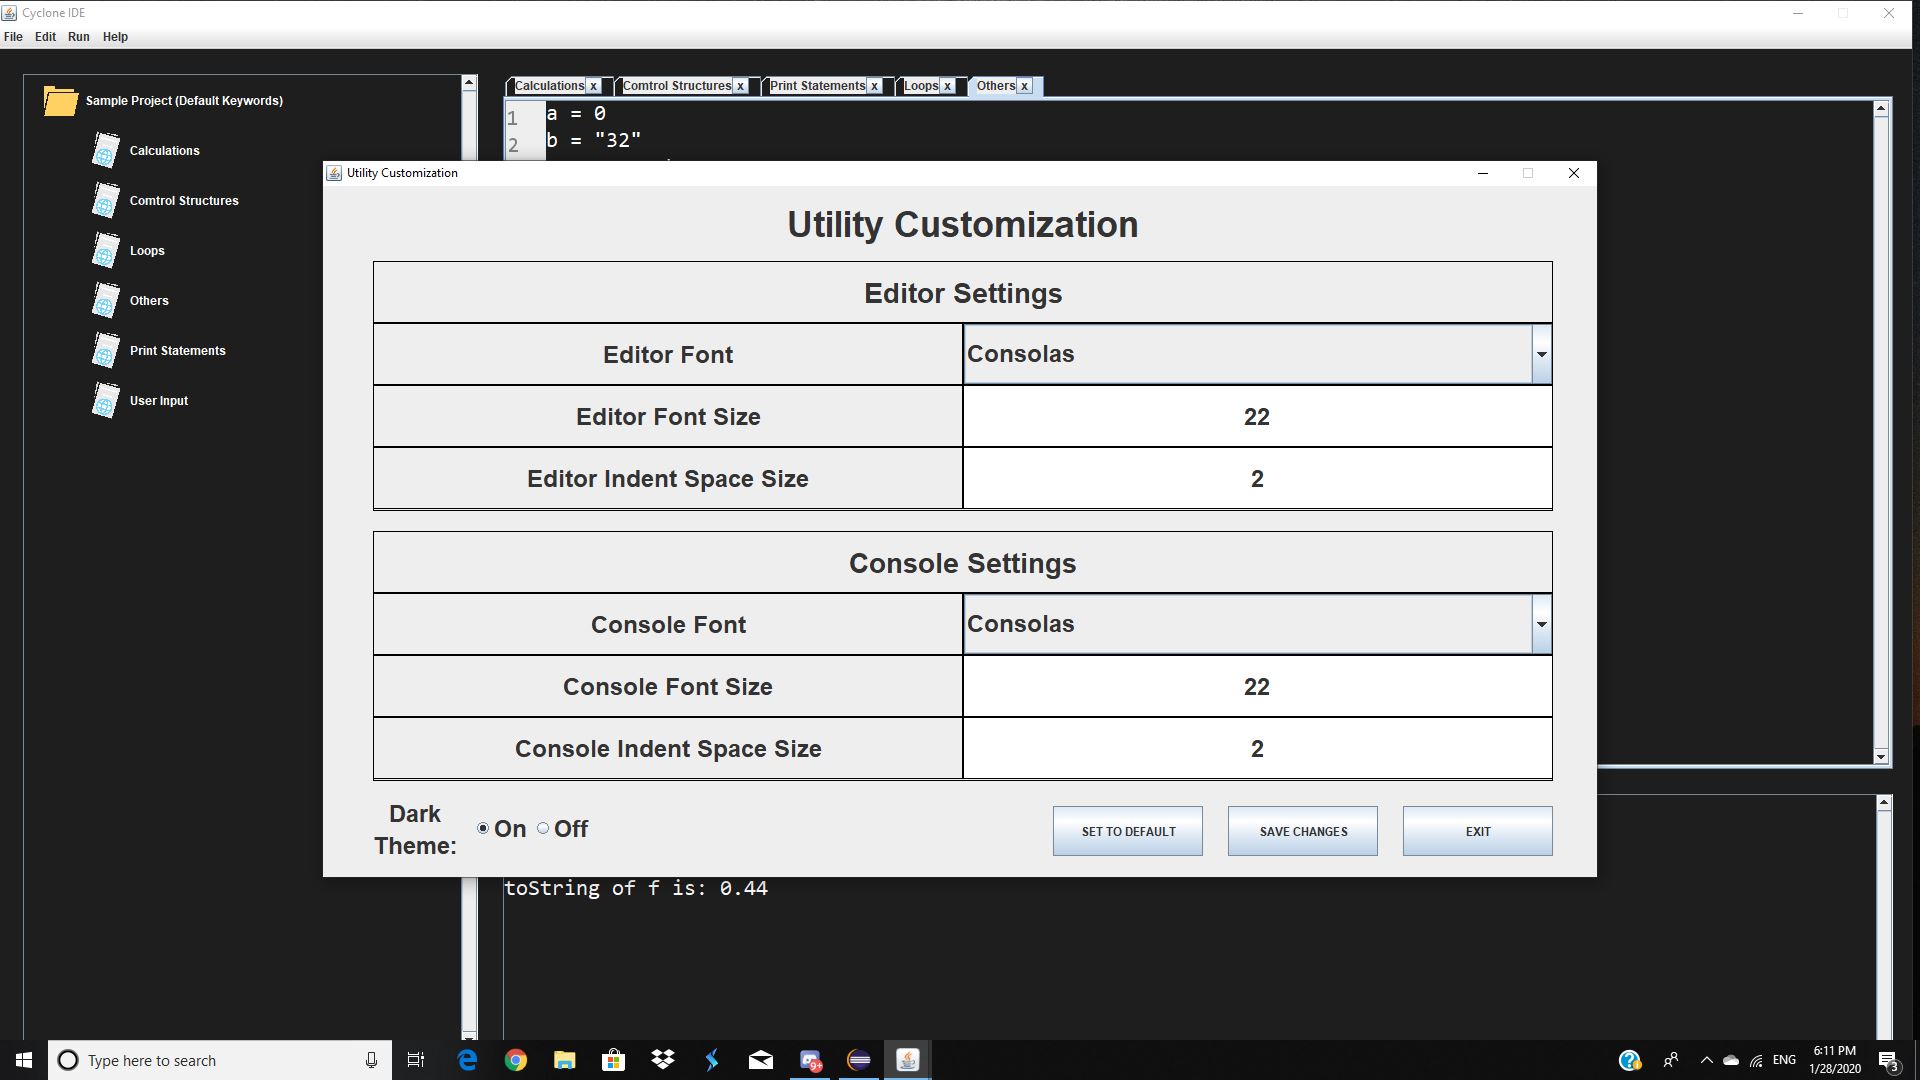 Cyclone IDE
File Edit Run Help
Sample Project (Default Keywords)
Calculations
Comtrol Structures
Loops
Others
Print Statements
User Input
Calculations x Comtrol Structures x Print Statements x Loops x Others x
1 a = 0
2 b = "32"
Utility Customization
Utility Customization
Editor Settings
Editor Font Consolas
Editor Font Size 22
Editor Indent Space Size 2
Console Settings
Console Font Consolas
Console Font Size 22
Console Indent Space Size 2
Dark
Theme: On Off
SET TO DEFAULT SAVE CHANGES EXIT
toString of f is: 0.44
Type here to search
9+
ENG
6:11 PM
1/28/2020
3